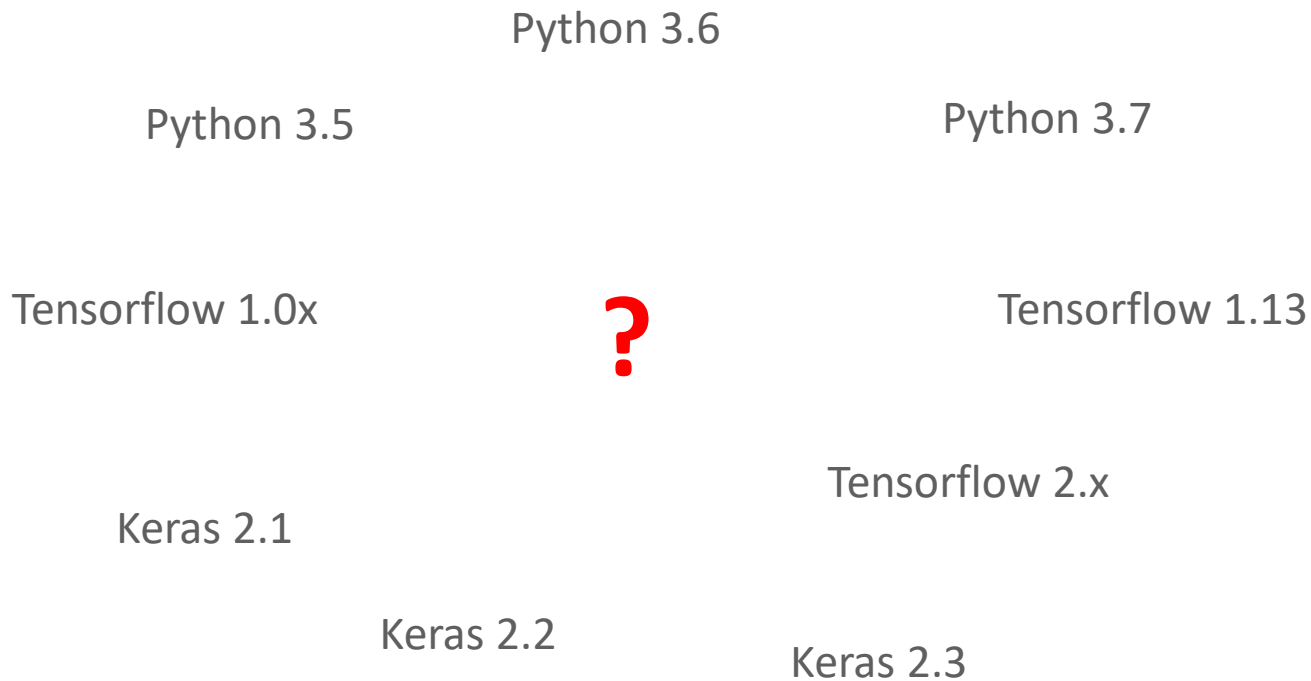 Python 3.6
Python 3.5
Python 3.7
Tensorflow 1.0x
?
Tensorflow 1.13
Tensorflow 2.x
Keras 2.1
Keras 2.2
Keras 2.3